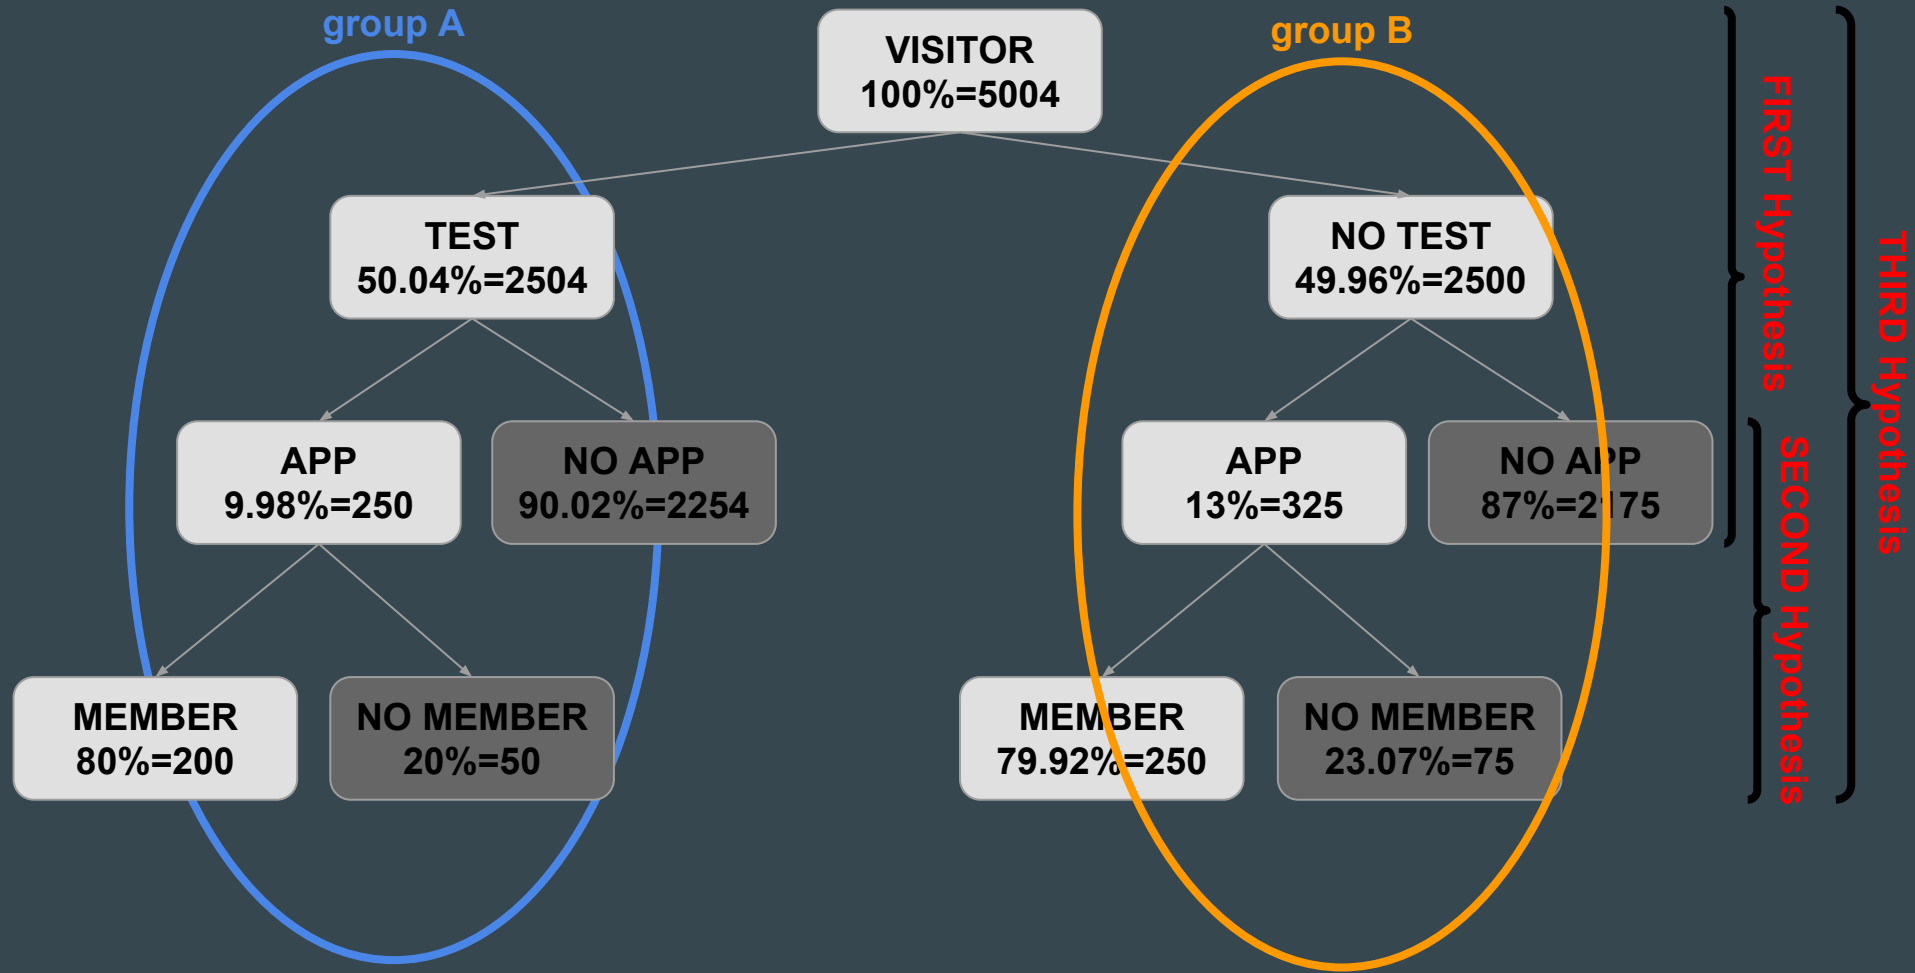 group A
VISITOR
100%=5004
group B
TEST
50.04%=2504
NO TEST
49.96%=2500
APP
9.98%=250
NO APP
90.02%=2254
APP
13%=325
NO APP
87%=2175
MEMBER
80%=200
NO MEMBER
20%=50
MEMBER
79.92%=250
NO MEMBER
23.07%=75
FIRST Hypothesis
SECOND Hypothesis
THIRD Hypothesis